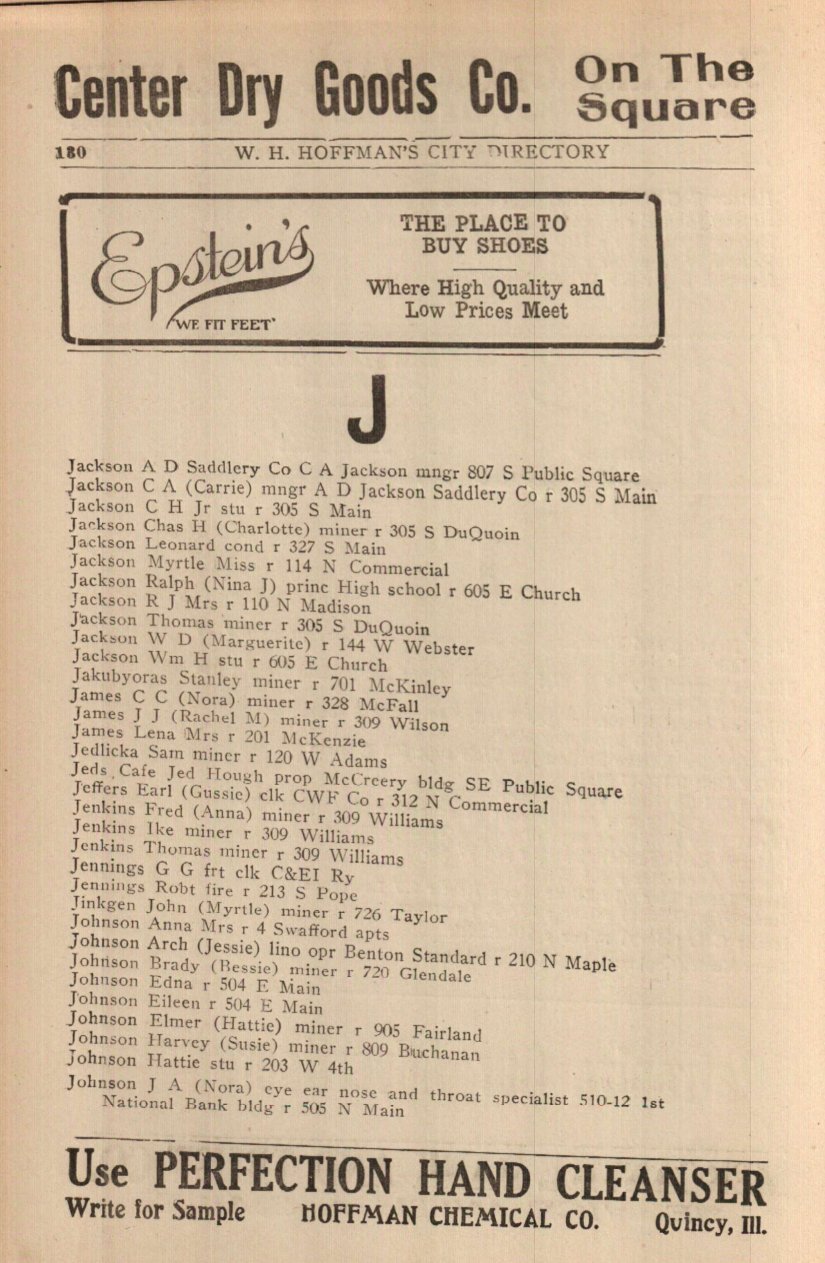 Center Dry Goods Co. On The Square
180 W. H. HOFFMAN'S CITY DIRECTORY
Epstein's
"WE FIT FEET"
THE PLACE TO
BUY SHOES
Where High Quality and
Low Prices Meet
J
Jackson A D Saddlery Co C A Jackson mngr 807 S Public Square
Jackson C A (Carrie) mngr A D Jackson Saddlery Co r 305 S Main
Jackson C H Jr stu r 305 S Main
Jackson Chas H (Charlotte) miner r 305 S DuQuoin
Jackson Leonard cond r 327 S Main
Jackson Myrtle Miss r 114 N Commercial
Jackson Ralph (Nina J) princ High school r 605 E Church
Jackson R J Mrs r 110 N Madison
Jackson Thomas miner r 305 S DuQuoin
Jackson W D (Marguerite) r 144 W Webster
Jackson Wm H stu r 605 E Church
Jakubyoras Stanley miner r 701 McKinley
James C C (Nora) miner r 328 McFall
James J J (Rachel M) miner r 309 Wilson
James Lena Mrs r 201 McKenzie
Jedlicka Sam miner r 120 W Adams
Jeds Cafe Jed Hough prop McCreery bldg SE Public Square
Jeffers Earl (Gussie) clk CWF Co r 312 N Commercial
Jenkins Fred (Anna) miner r 309 Williams
Jenkins Ike miner r 309 Williams
Jenkins Thomas miner r 309 Williams
Jennings G G frt clk C&EI Ry
Jennings Robt fire r 213 S Pope
Jinkgen John (Myrtle) miner r 726 Taylor
Johnson Anna Mrs r 4 Swafford apts
Johnson Arch (Jessie) lino opr Benton Standard r 210 N Maple
Johnson Brady (Bessie) miner r 720 Glendale
Johnson Edna r 504 E Main
Johnson Eileen r 504 E Main
Johnson Elmer (Hattie) miner r 905 Fairland
Johnson Harvey (Susie) miner r 809 Buchanan
Johnson Hattie stu r 203 W 4th
Johnson J A (Nora) eye ear nose and throat specialist 510-12 1st
National Bank bldg r 505 N Main
Use PERFECTION HAND CLEANSER
Write for Sample HOFFMAN CHEMICAL CO. Quincy, Ill.